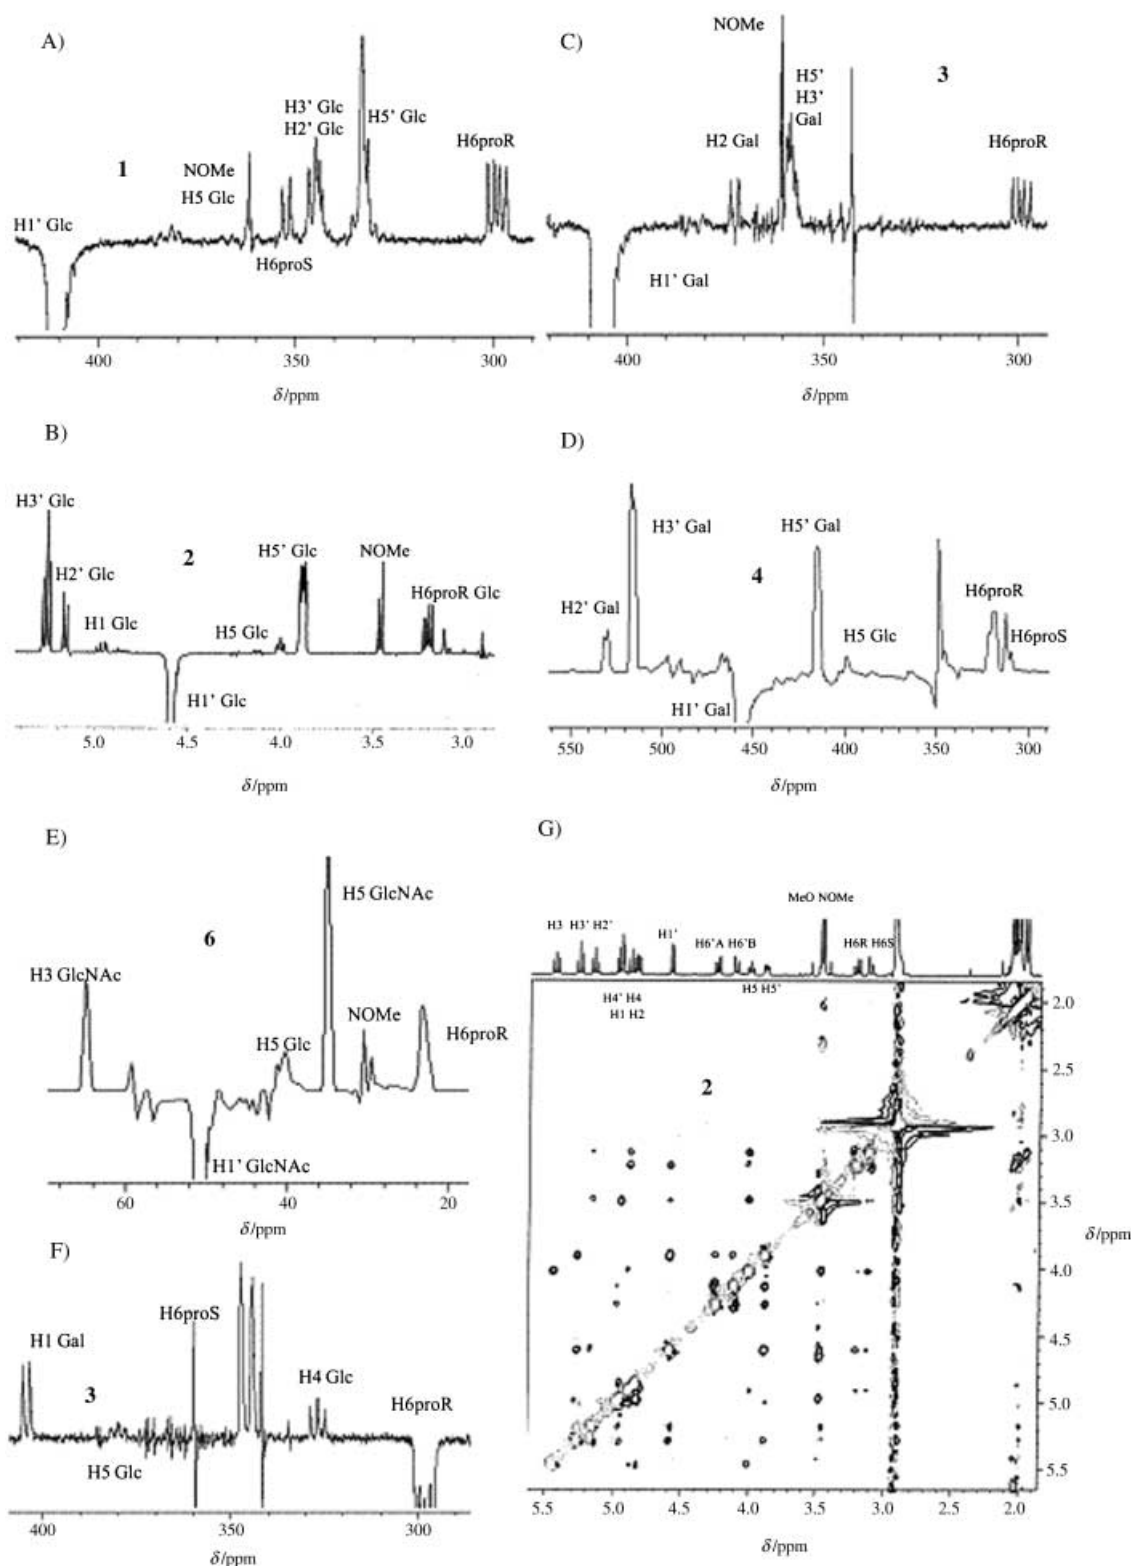 A)
H3' Glc
H2' Glc
H5' Glc
H6proR
1
NOMe
H5 Glc
H1' Glc
H6proS
400
350
300
δ/ppm
C)
NOMe
3
H5'
H3'
Gal
H2 Gal
H6proR
H1' Gal
400
350
300
δ/ppm
B)
H3' Glc
2
H5' Glc
NOMe
H2' Glc
H6proR Glc
H1 Glc
H5 Glc
H1' Glc
5.0
4.5
4.0
3.5
3.0
δ/ppm
D)
H3' Gal
H5' Gal
4
H6proR
H2' Gal
H5 Glc
H6proS
H1' Gal
550
500
450
400
350
300
δ/ppm
E)
H5 GlcNAc
6
H3 GlcNAc
NOMe
H5 Glc
H6proR
H1' GlcNAc
60
40
20
δ/ppm
F)
H6proS
H1 Gal
H4 Glc
3
H6proR
H5 Glc
400
350
300
δ/ppm
G)
MeO NOMe
H3 H3' H2' H1' H6'A H6'B H6R H6S
H4' H4 H5 H5'
H1 H2
2
2.0
2.5
3.0
3.5
δ/ppm
4.0
4.5
5.0
5.5
5.5 5.0 4.5 4.0 3.5 3.0 2.5 2.0
δ/ppm